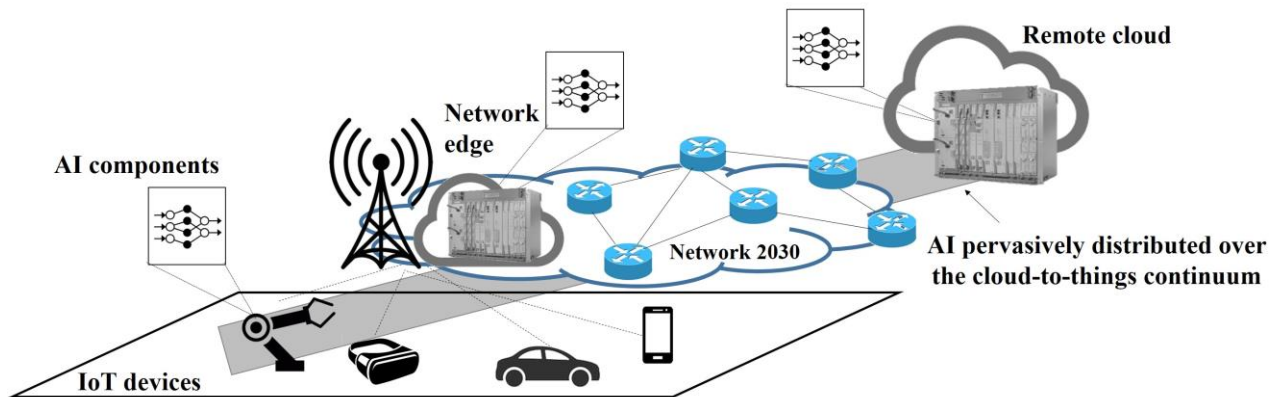 Remote cloud
Network
edge
AI components
Network 2030
AI pervasively distributed over
the cloud-to-things continuum
IoT devices